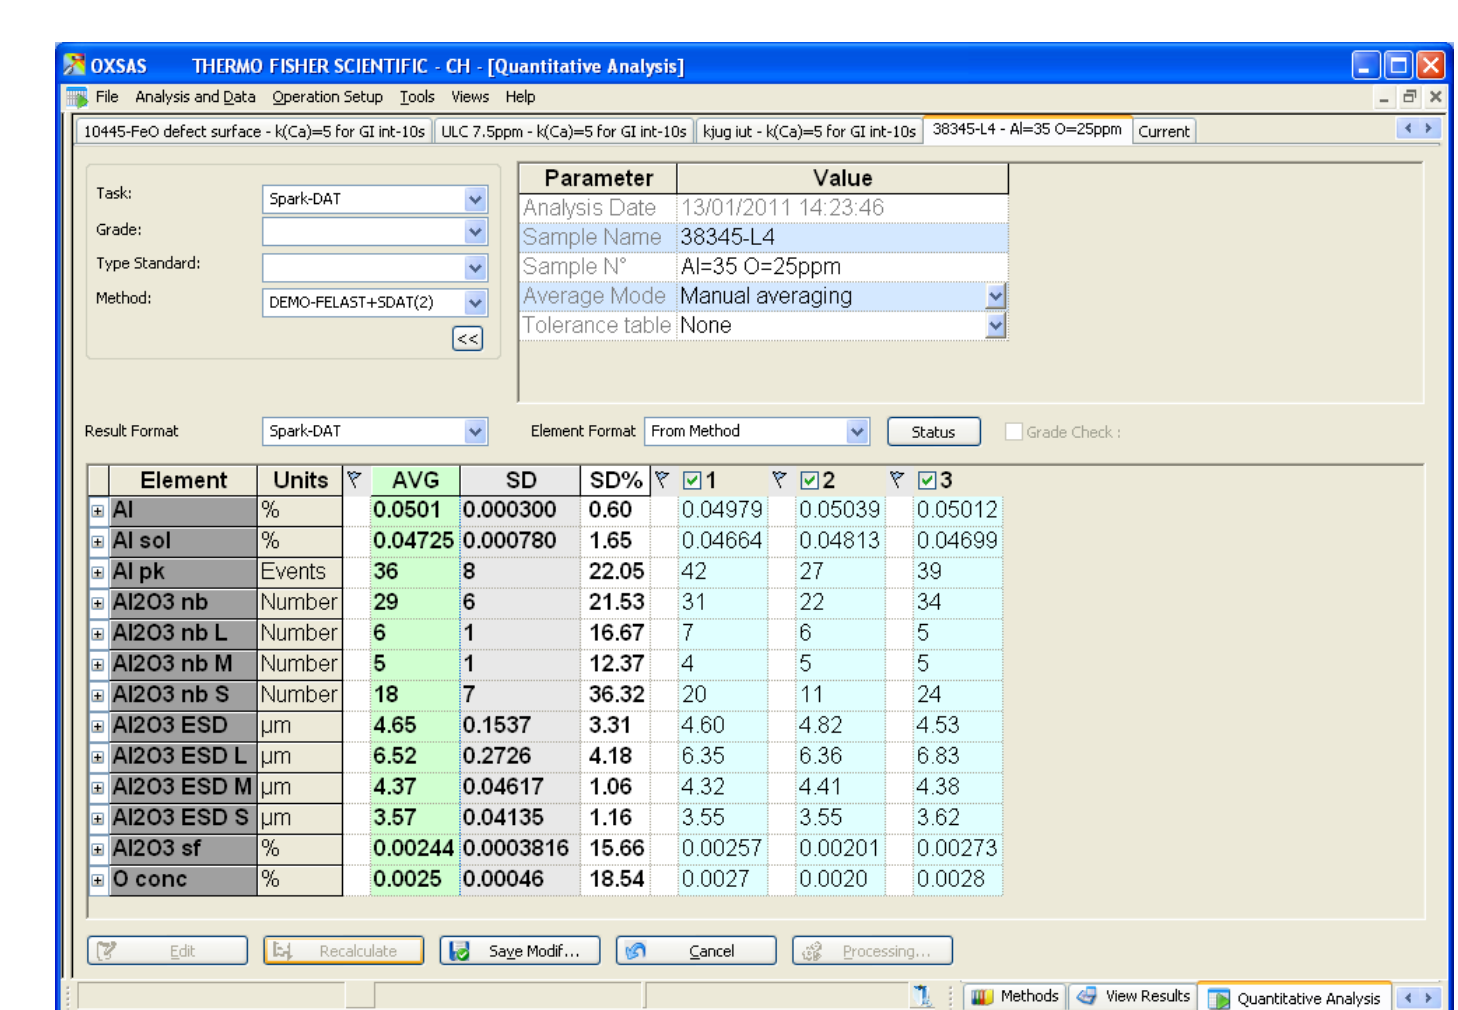 OXSAS THERMO FISHER SCIENTIFIC - CH - [Quantitative Analysis]
File Analysis and Data Operation Setup Tools Views Help
10445-FeO defect surface - k(Ca)=5 for GI int-10s ULC 7.5ppm - k(Ca)=5 for GI int-10s kjug iut - k(Ca)=5 for GI int-10s 38345-L4 - Al=35 O=25ppm Current
Task: Spark-DAT
Grade:
Type Standard:
Method: DEMO-FELAST+SDAT(2)
<<
Parameter Value
Analysis Date 13/01/2011 14:23:46
Sample Name 38345-L4
Sample N° Al=35 O=25ppm
Average Mode Manual averaging
Tolerance table None
Result Format Spark-DAT Element Format From Method Status Grade Check :
Element Units AVG SD SD% 1 2 3
Al % 0.0501 0.000300 0.60 0.04979 0.05039 0.05012
Al sol % 0.04725 0.000780 1.65 0.04664 0.04813 0.04699
Al pk Events 36 8 22.05 42 27 39
Al2O3 nb Number 29 6 21.53 31 22 34
Al2O3 nb L Number 6 1 16.67 7 6 5
Al2O3 nb M Number 5 1 12.37 4 5 5
Al2O3 nb S Number 18 7 36.32 20 11 24
Al2O3 ESD µm 4.65 0.1537 3.31 4.60 4.82 4.53
Al2O3 ESD L µm 6.52 0.2726 4.18 6.35 6.36 6.83
Al2O3 ESD M µm 4.37 0.04617 1.06 4.32 4.41 4.38
Al2O3 ESD S µm 3.57 0.04135 1.16 3.55 3.55 3.62
Al2O3 sf % 0.00244 0.0003816 15.66 0.00257 0.00201 0.00273
O conc % 0.0025 0.00046 18.54 0.0027 0.0020 0.0028
Edit Recalculate Save Modif... Cancel Processing...
Methods View Results Quantitative Analysis